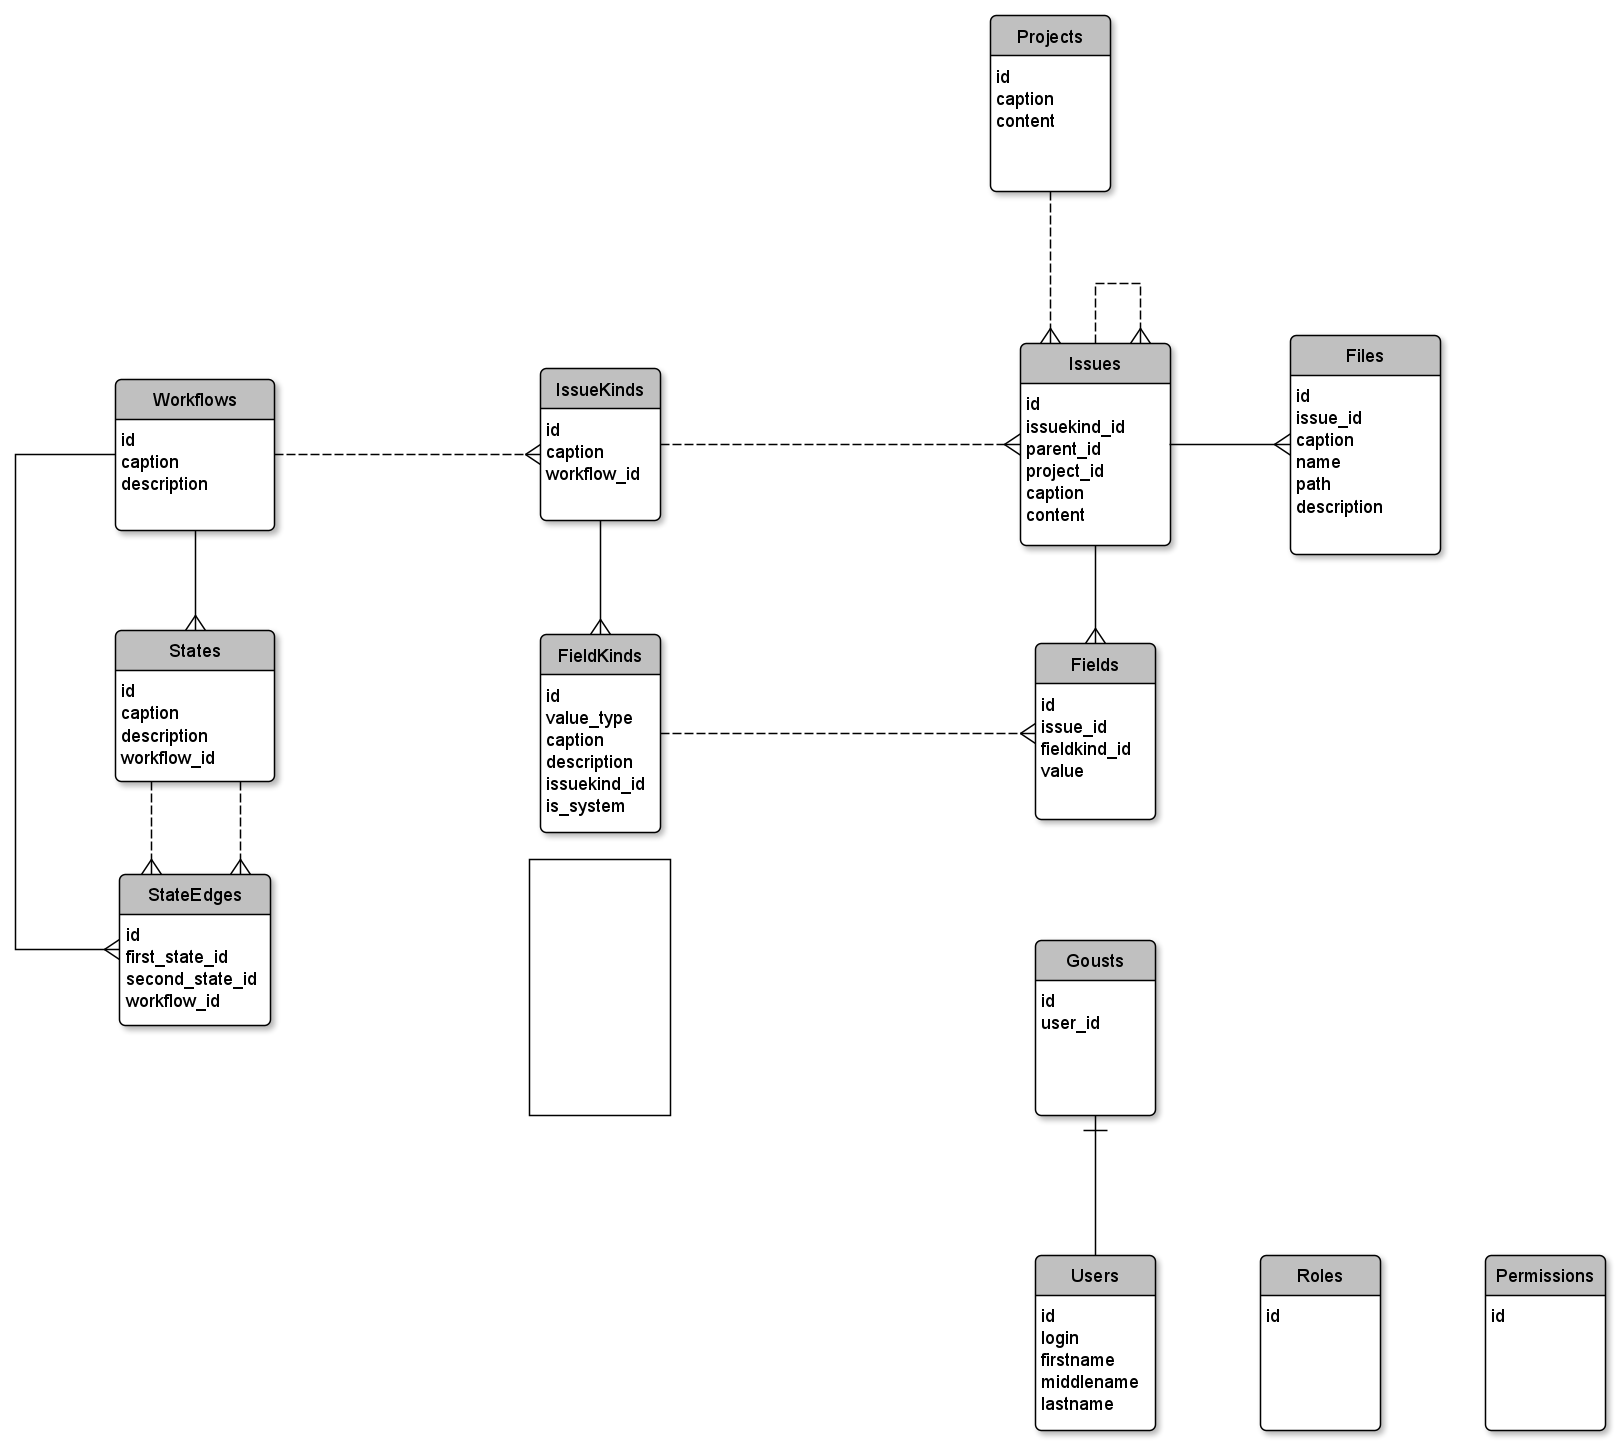 Projects
id
caption
content
Issues
id
issuekind_id
parent_id
project_id
caption
content
Files
id
issue_id
caption
name
path
description
IssueKinds
id
caption
workflow_id
Workflows
id
caption
description
States
id
caption
description
workflow_id
FieldKinds
id
value_type
caption
description
issuekind_id
is_system
Fields
id
issue_id
fieldkind_id
value
StateEdges
id
first_state_id
second_state_id
workflow_id
Gousts
id
user_id
Users
id
login
firstname
middlename
lastname
Roles
id
Permissions
id